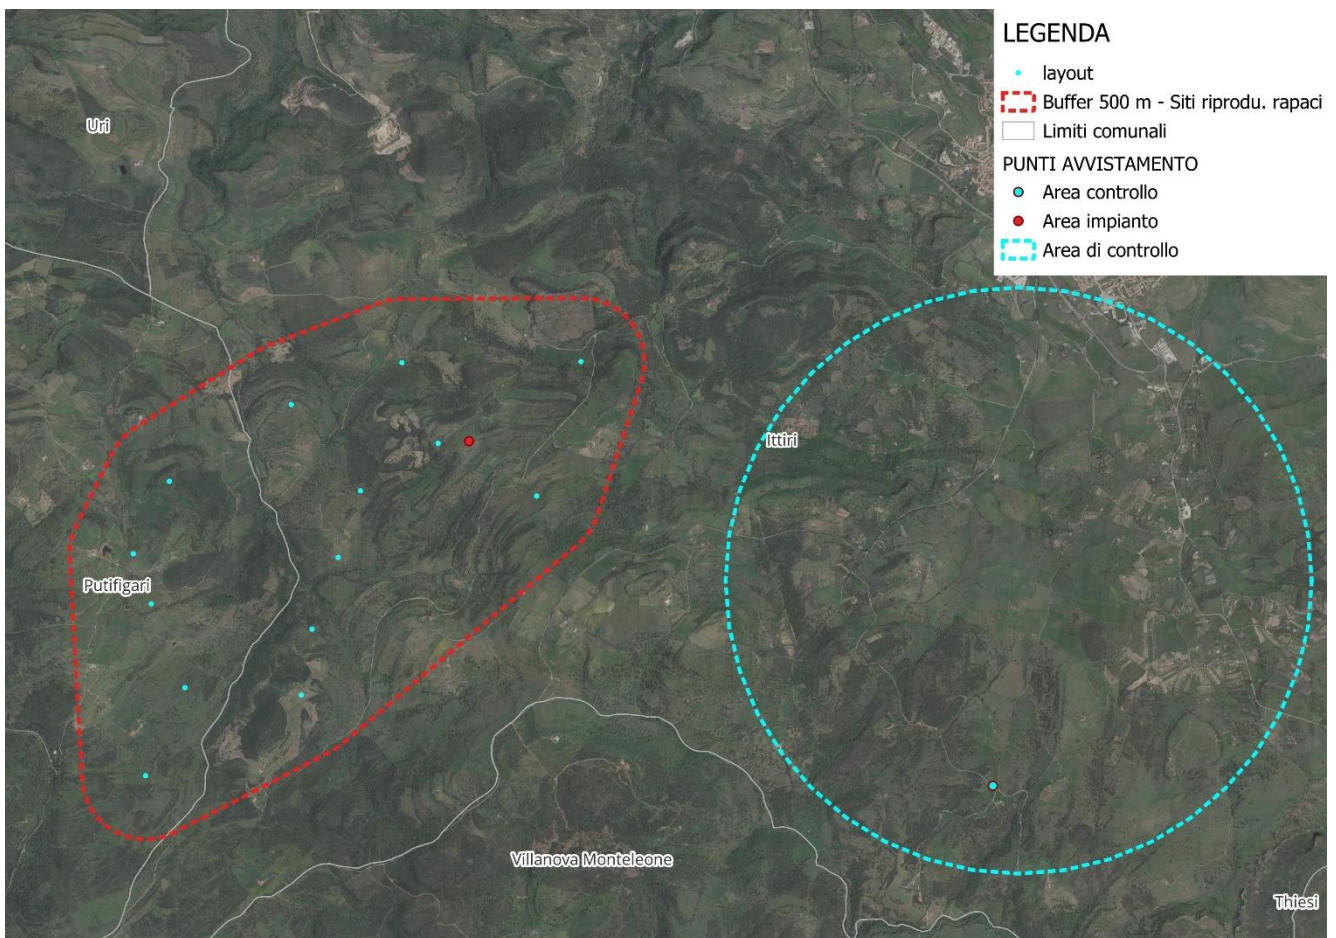 LEGENDA
layout
Buffer 500 m - Siti riprodu. rapaci
Limiti comunali
PUNTI AVVISTAMENTO
Area controllo
Area impianto
Area di controllo
Uri
Ittiri
Putifigari
Villanova Monteleone
Thiesi